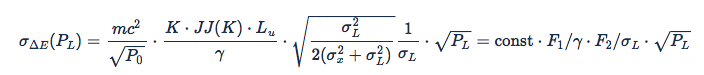 $\sigma_{\Delta E}(P_L) = \frac{mc^2}{\sqrt{P_0}} \cdot \frac{K \cdot JJ(K) \cdot L_u}{\gamma} \cdot \sqrt{\frac{\sigma_L^2}{2(\sigma_x^2 + \sigma_L^2)}} \frac{1}{\sigma_L} \cdot \sqrt{P_L} = \text{const} \cdot F_1/\gamma \cdot F_2/\sigma_L \cdot \sqrt{P_L}$